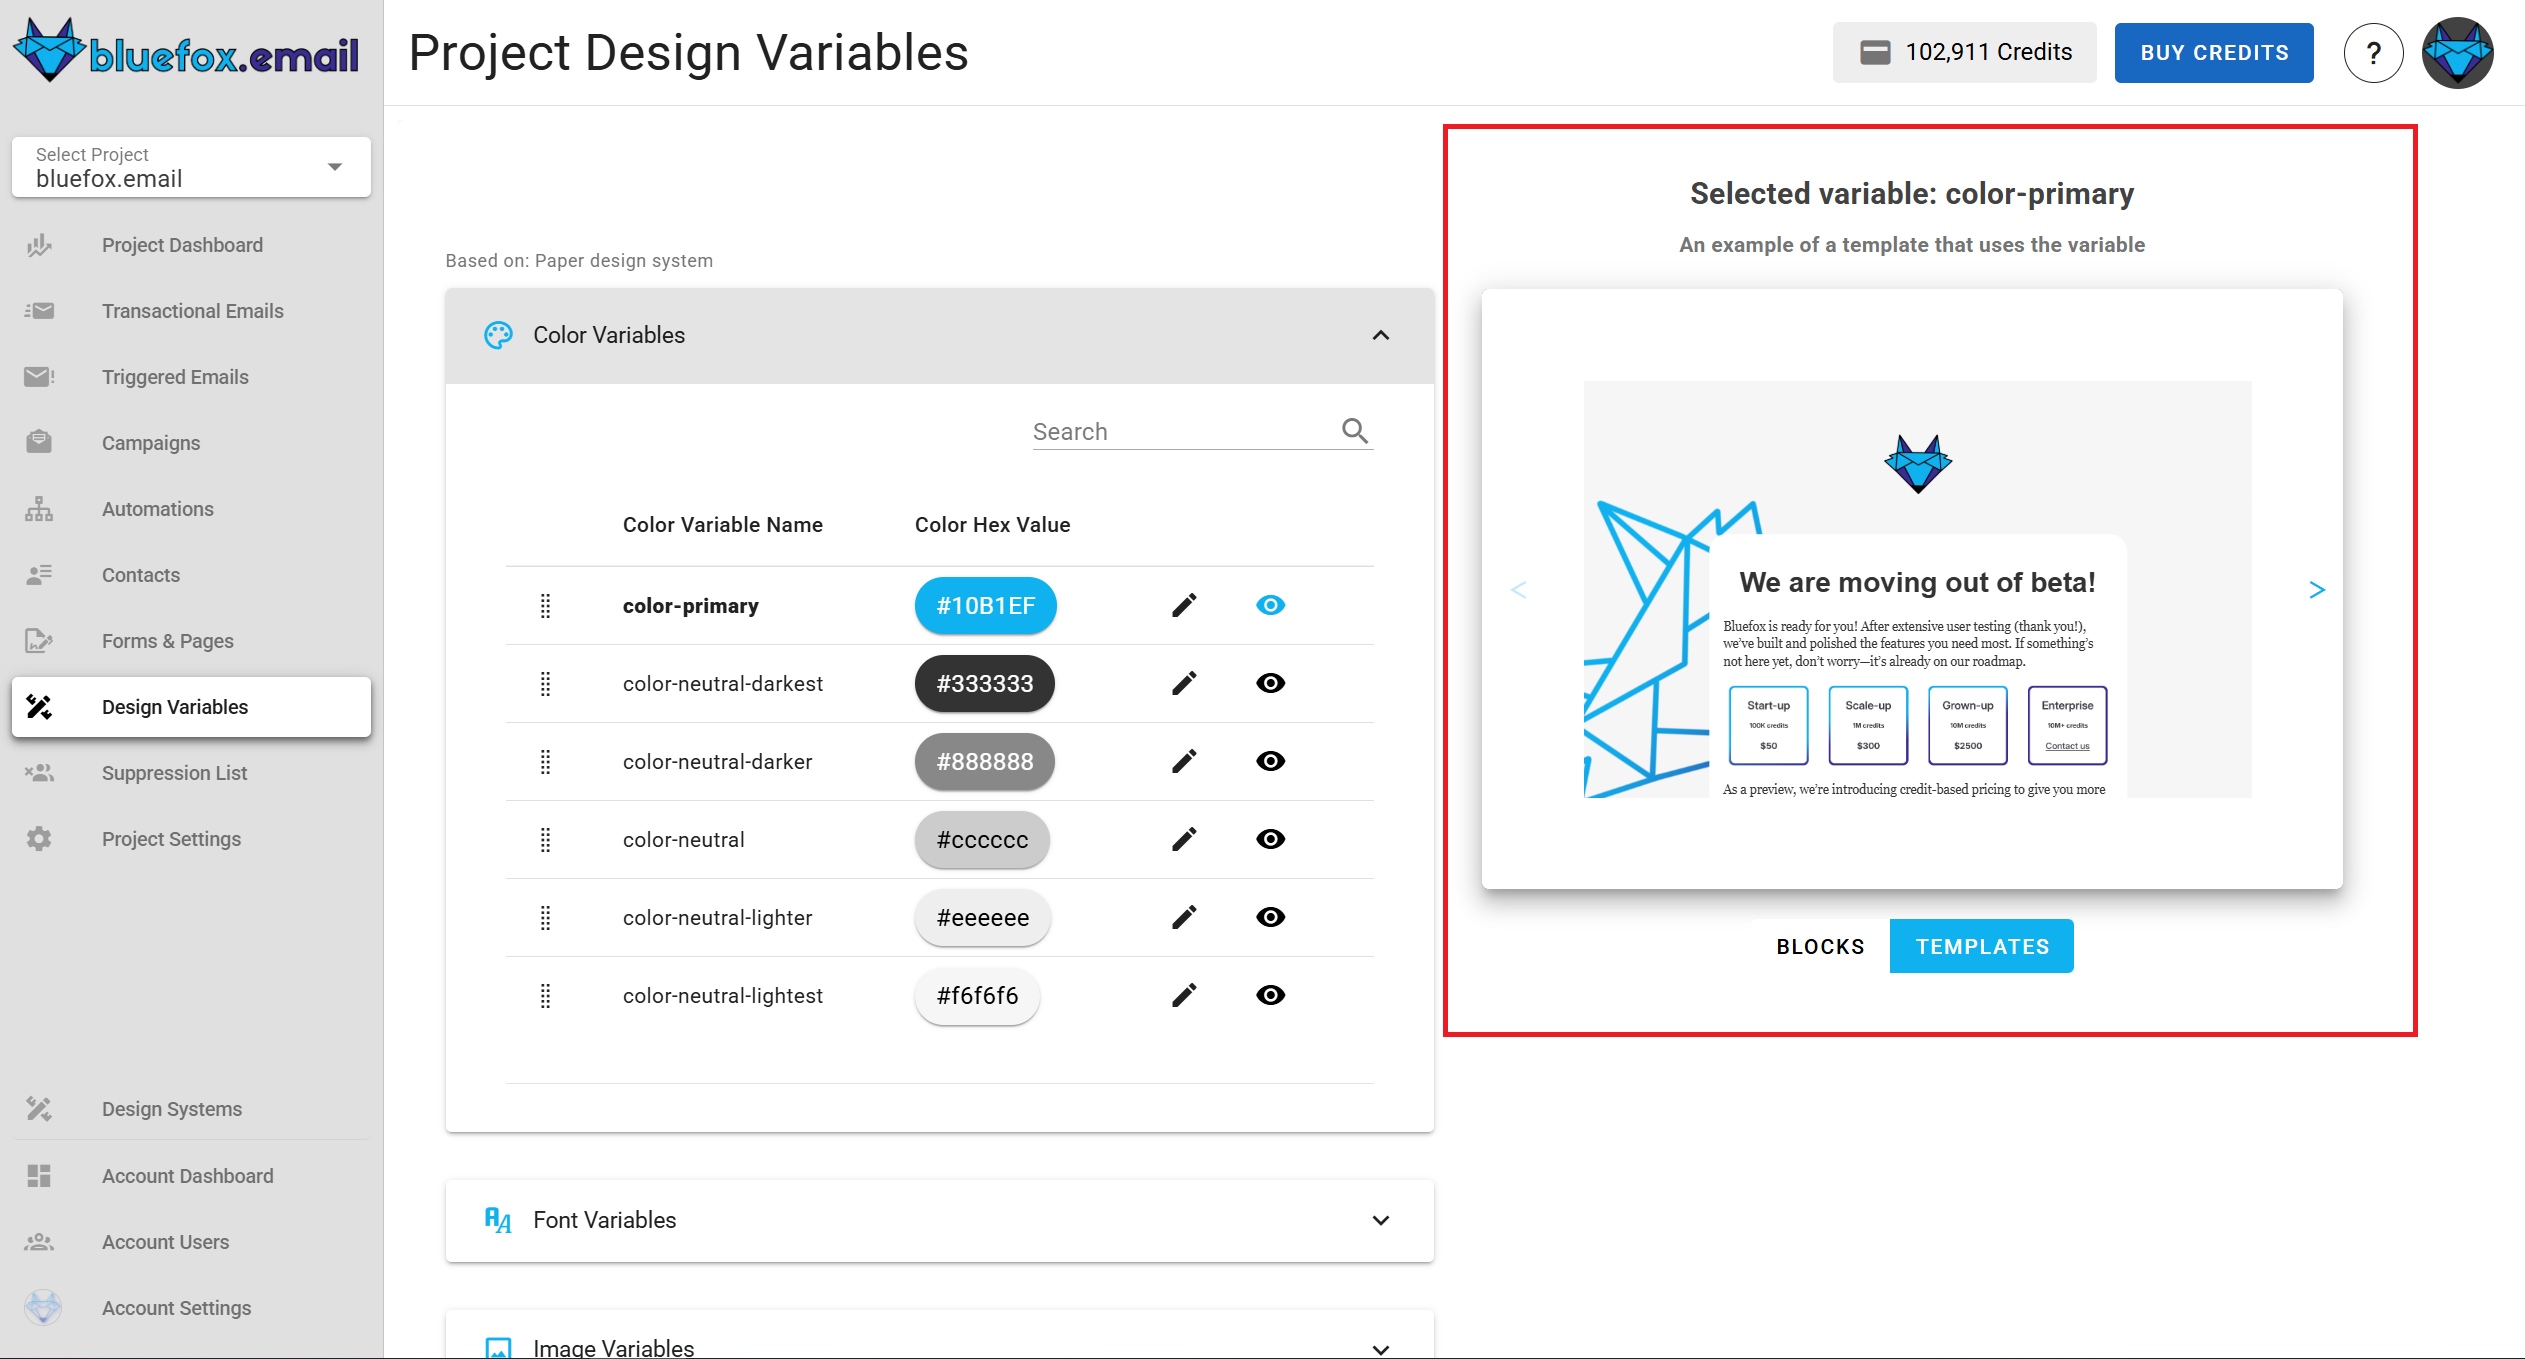 bluefox.email
Project Design Variables
102,911 Credits
BUY CREDITS
?
Select Project
bluefox.email
Project Dashboard
Transactional Emails
Triggered Emails
Campaigns
Automations
Contacts
Forms & Pages
Design Variables
Suppression List
Project Settings
Design Systems
Account Dashboard
Account Users
Account Settings
Based on: Paper design system
Color Variables
Search
Color Variable Name Color Hex Value
color-primary #10B1EF
color-neutral-darkest #333333
color-neutral-darker #888888
color-neutral #cccccc
color-neutral-lighter #eeeeee
color-neutral-lightest #f6f6f6
Font Variables
Image Variables
Selected variable: color-primary
An example of a template that uses the variable
We are moving out of beta!
Bluefox is ready for you! After extensive user testing (thank you!),
we’ve built and polished the features you need most. If something’s
not here yet, don’t worry—it’s already on our roadmap.
Start-up Scale-up Grown-up Enterprise
100K credits 1M credits 10M credits 10M+ credits
$50 $300 $2500 Contact us
As a preview, we’re introducing credit-based pricing to give you more
< >
BLOCKS TEMPLATES